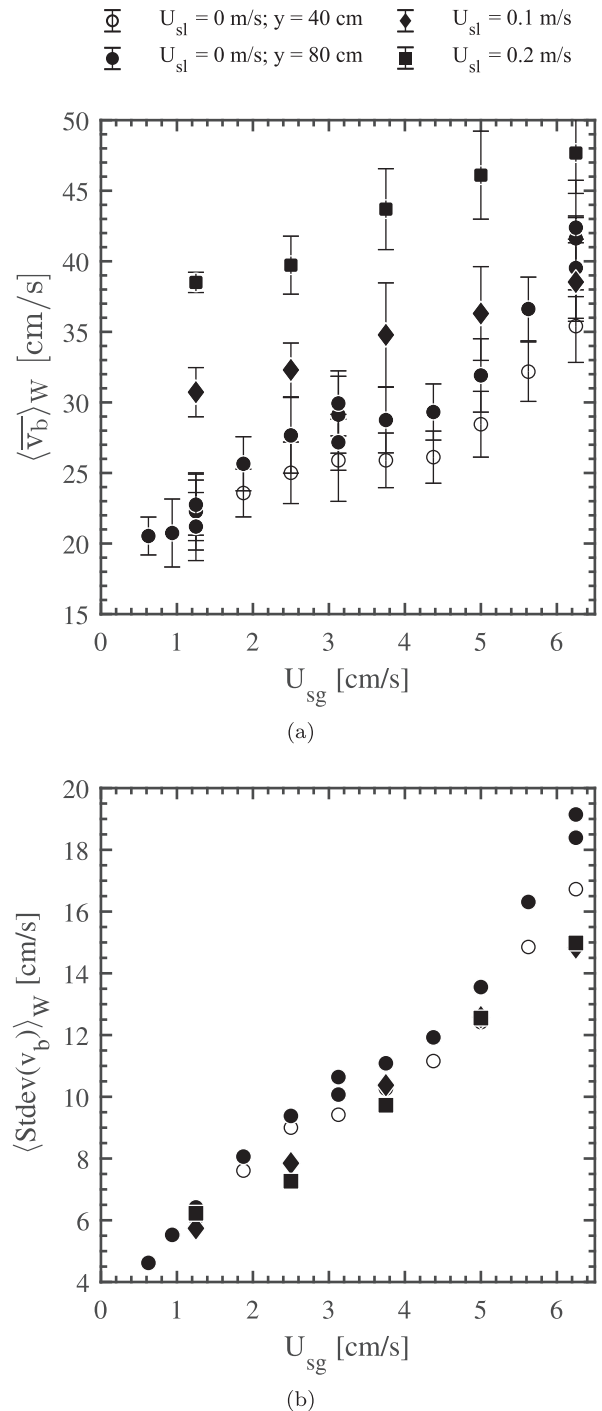 U_sl = 0 m/s; y = 40 cm
U_sl = 0.1 m/s
U_sl = 0 m/s; y = 80 cm
U_sl = 0.2 m/s
50
45
40
35
30
25
20
15
⟨v̅_b⟩_W [cm/s]
0 1 2 3 4 5 6
U_sg [cm/s]
(a)
20
18
16
14
12
10
8
6
4
⟨Stdev(v_b)⟩_W [cm/s]
0 1 2 3 4 5 6
U_sg [cm/s]
(b)